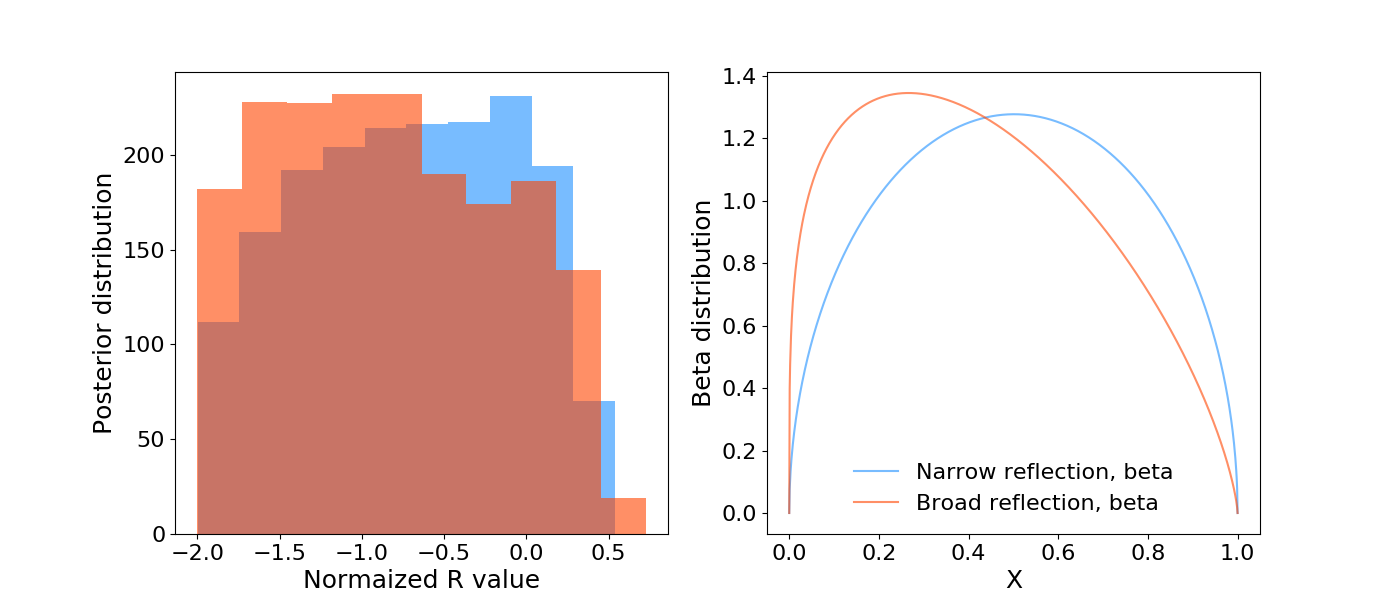 Posterior distribution
200
150
100
50
0
−2.0 −1.5 −1.0 −0.5 0.0 0.5
Normaized R value
Beta distribution
1.4
1.2
1.0
0.8
0.6
0.4
0.2
0.0
Narrow reflection, beta
Broad reflection, beta
0.0 0.2 0.4 0.6 0.8 1.0
X